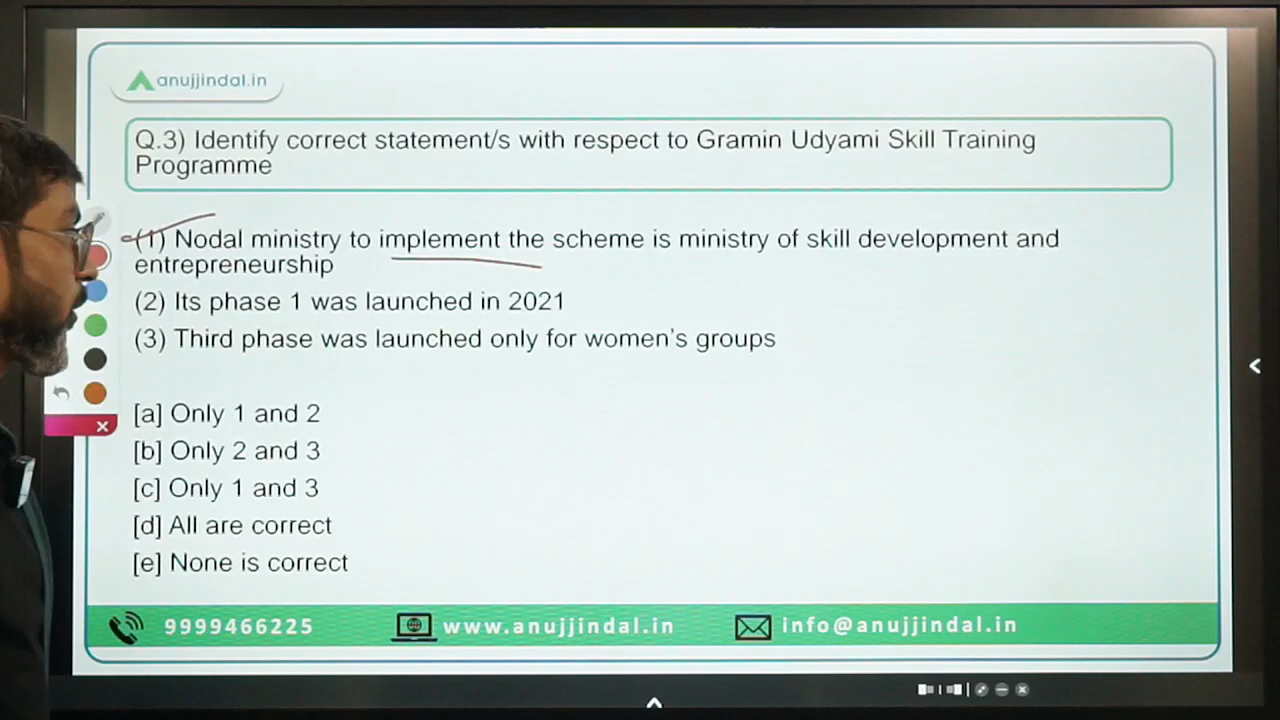 anujjindal.in
Q.3) Identify correct statement/s with respect to Gramin Udyami Skill Training
Programme
(1) Nodal ministry to implement the scheme is ministry of skill development and
entrepreneurship
(2) Its phase 1 was launched in 2021
(3) Third phase was launched only for women's groups
[a] Only 1 and 2
[b] Only 2 and 3
[c] Only 1 and 3
[d] All are correct
[e] None is correct
9999466225 www.anujjindal.in info@anujjindal.in